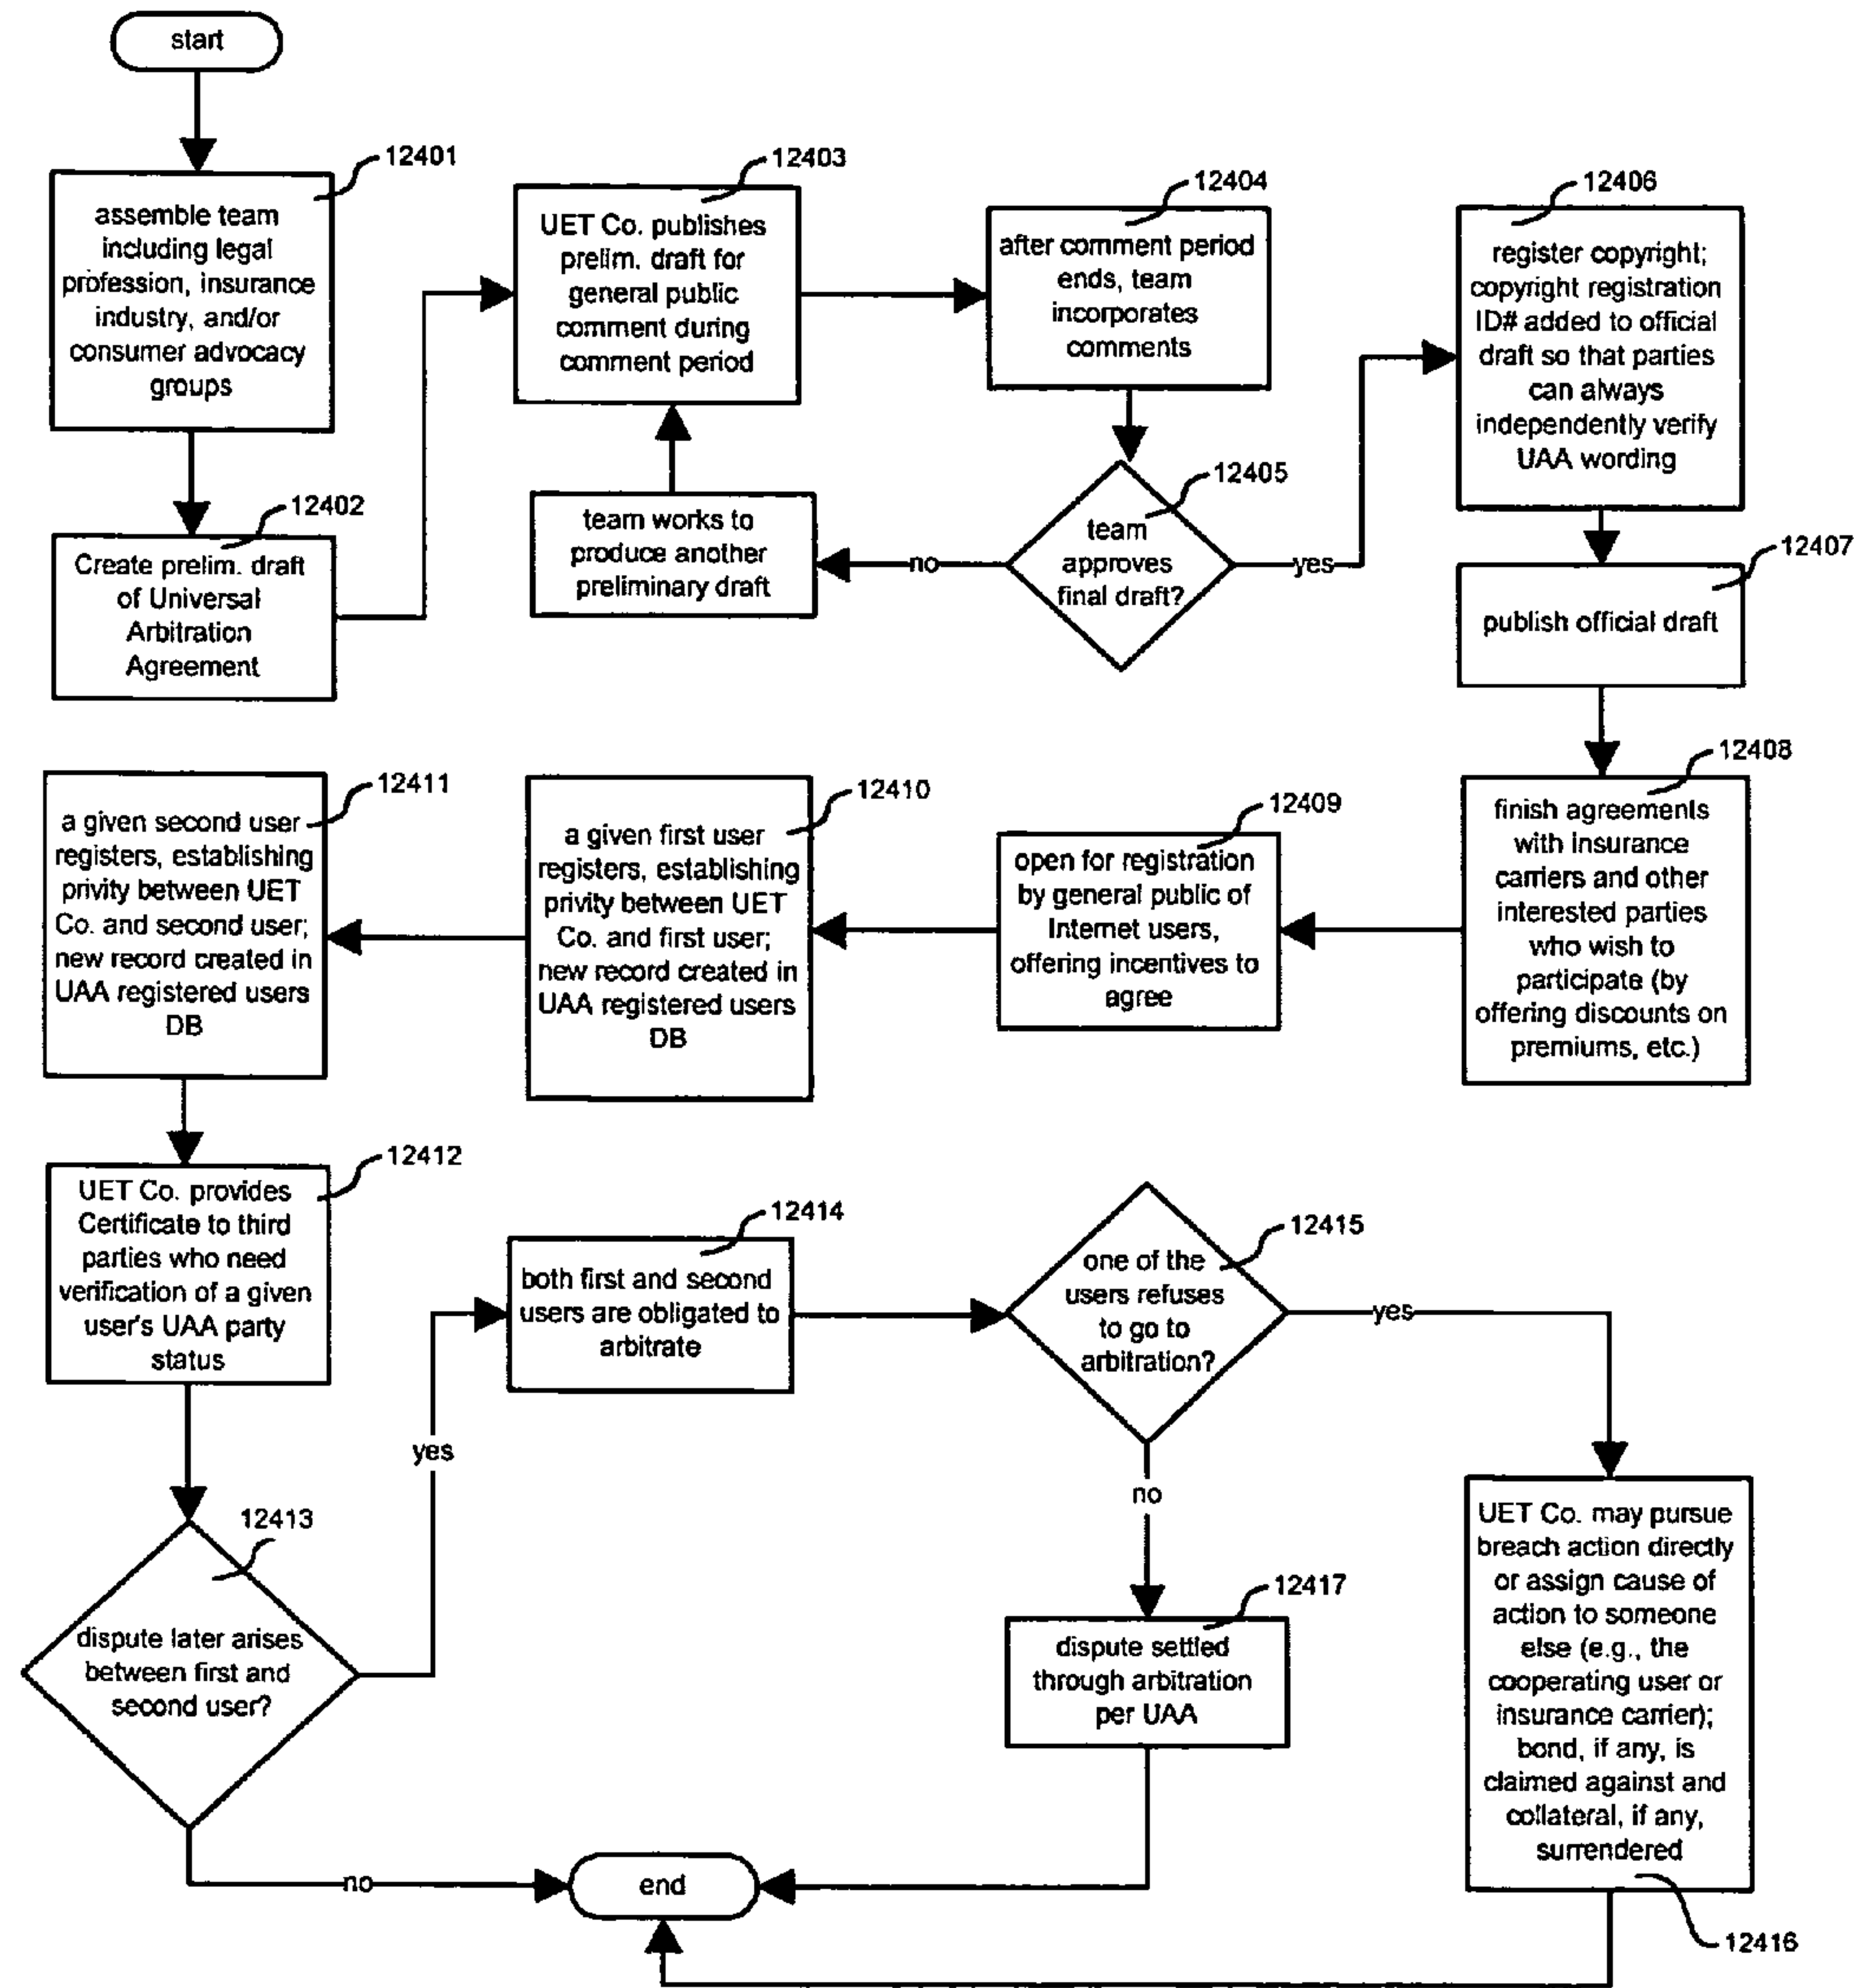 start
12401
assemble team
including legal
profession, insurance
industry, and/or
consumer advocacy
groups
12402
Create prelim. draft
of Universal
Arbitration
Agreement
12403
UET Co. publishes
prelim. draft for
general public
comment during
comment period
12404
after comment period
ends, team
incorporates
comments
12405
team
approves
final draft?
no
team works to
produce another
preliminary draft
yes
12406
register copyright;
copyright registration
ID# added to official
draft so that parties
can always
independently verify
UAA wording
12407
publish official draft
12408
finish agreements
with insurance
carriers and other
interested parties
who wish to
participate (by
offering discounts on
premiums, etc.)
12409
open for registration
by general public of
Internet users,
offering incentives to
agree
12410
a given first user
registers, establishing
privity between UET
Co. and first user;
new record created in
UAA registered users
DB
12411
a given second user
registers, establishing
privity between UET
Co. and second user;
new record created in
UAA registered users
DB
12412
UET Co. provides
Certificate to third
parties who need
verification of a given
user's UAA party
status
12413
dispute later arises
between first and
second user?
yes
12414
both first and second
users are obligated to
arbitrate
12415
one of the
users refuses
to go to
arbitration?
yes
no
12417
dispute settled
through arbitration
per UAA
UET Co. may pursue
breach action directly
or assign cause of
action to someone
else (e.g., the
cooperating user or
insurance carrier);
bond, if any, is
claimed against and
collateral, if any,
surrendered
12416
no
end